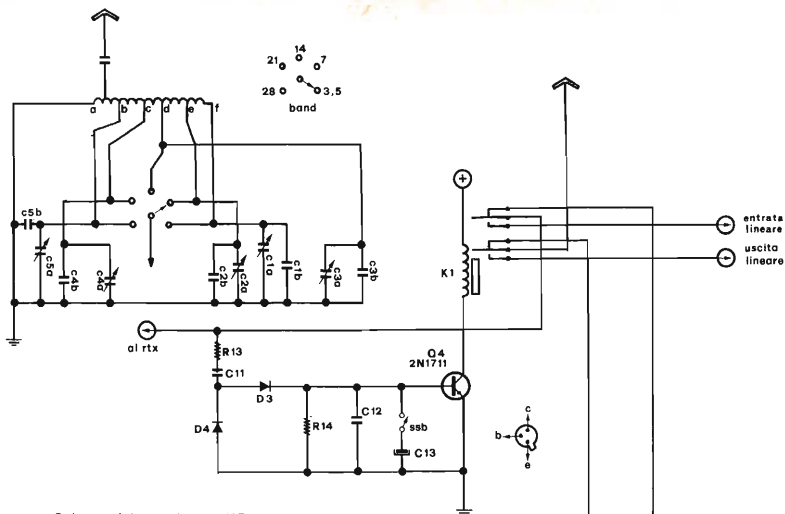 14
21 7
28 3,5
band
a b c d e f
c5b
c5a
c4b
c4a
c2b
c2a
c1a
c1b
c3a
c3b
+
entrata
lineare
uscita
lineare
K1
al rtx
R13
C11
Q4
2N1711
D3
D4
R14
C12
ssb
C13
c
b
e